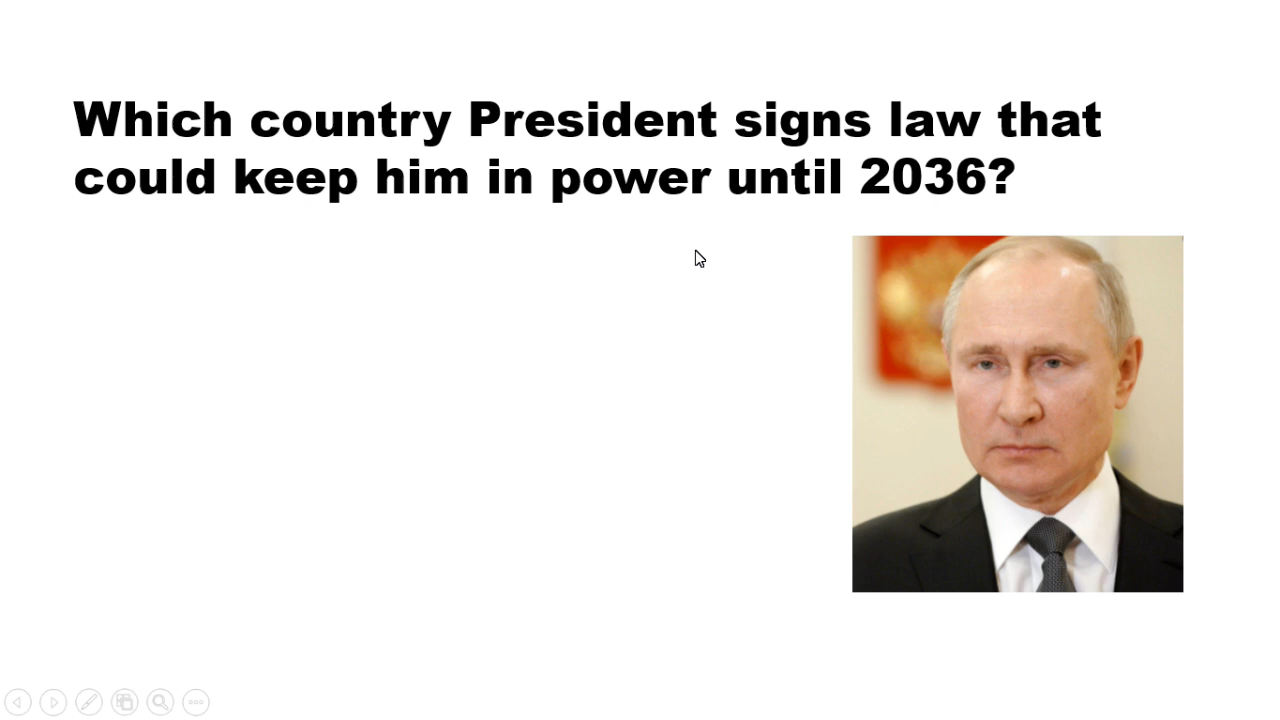 Which country President signs law that
could keep him in power until 2036?